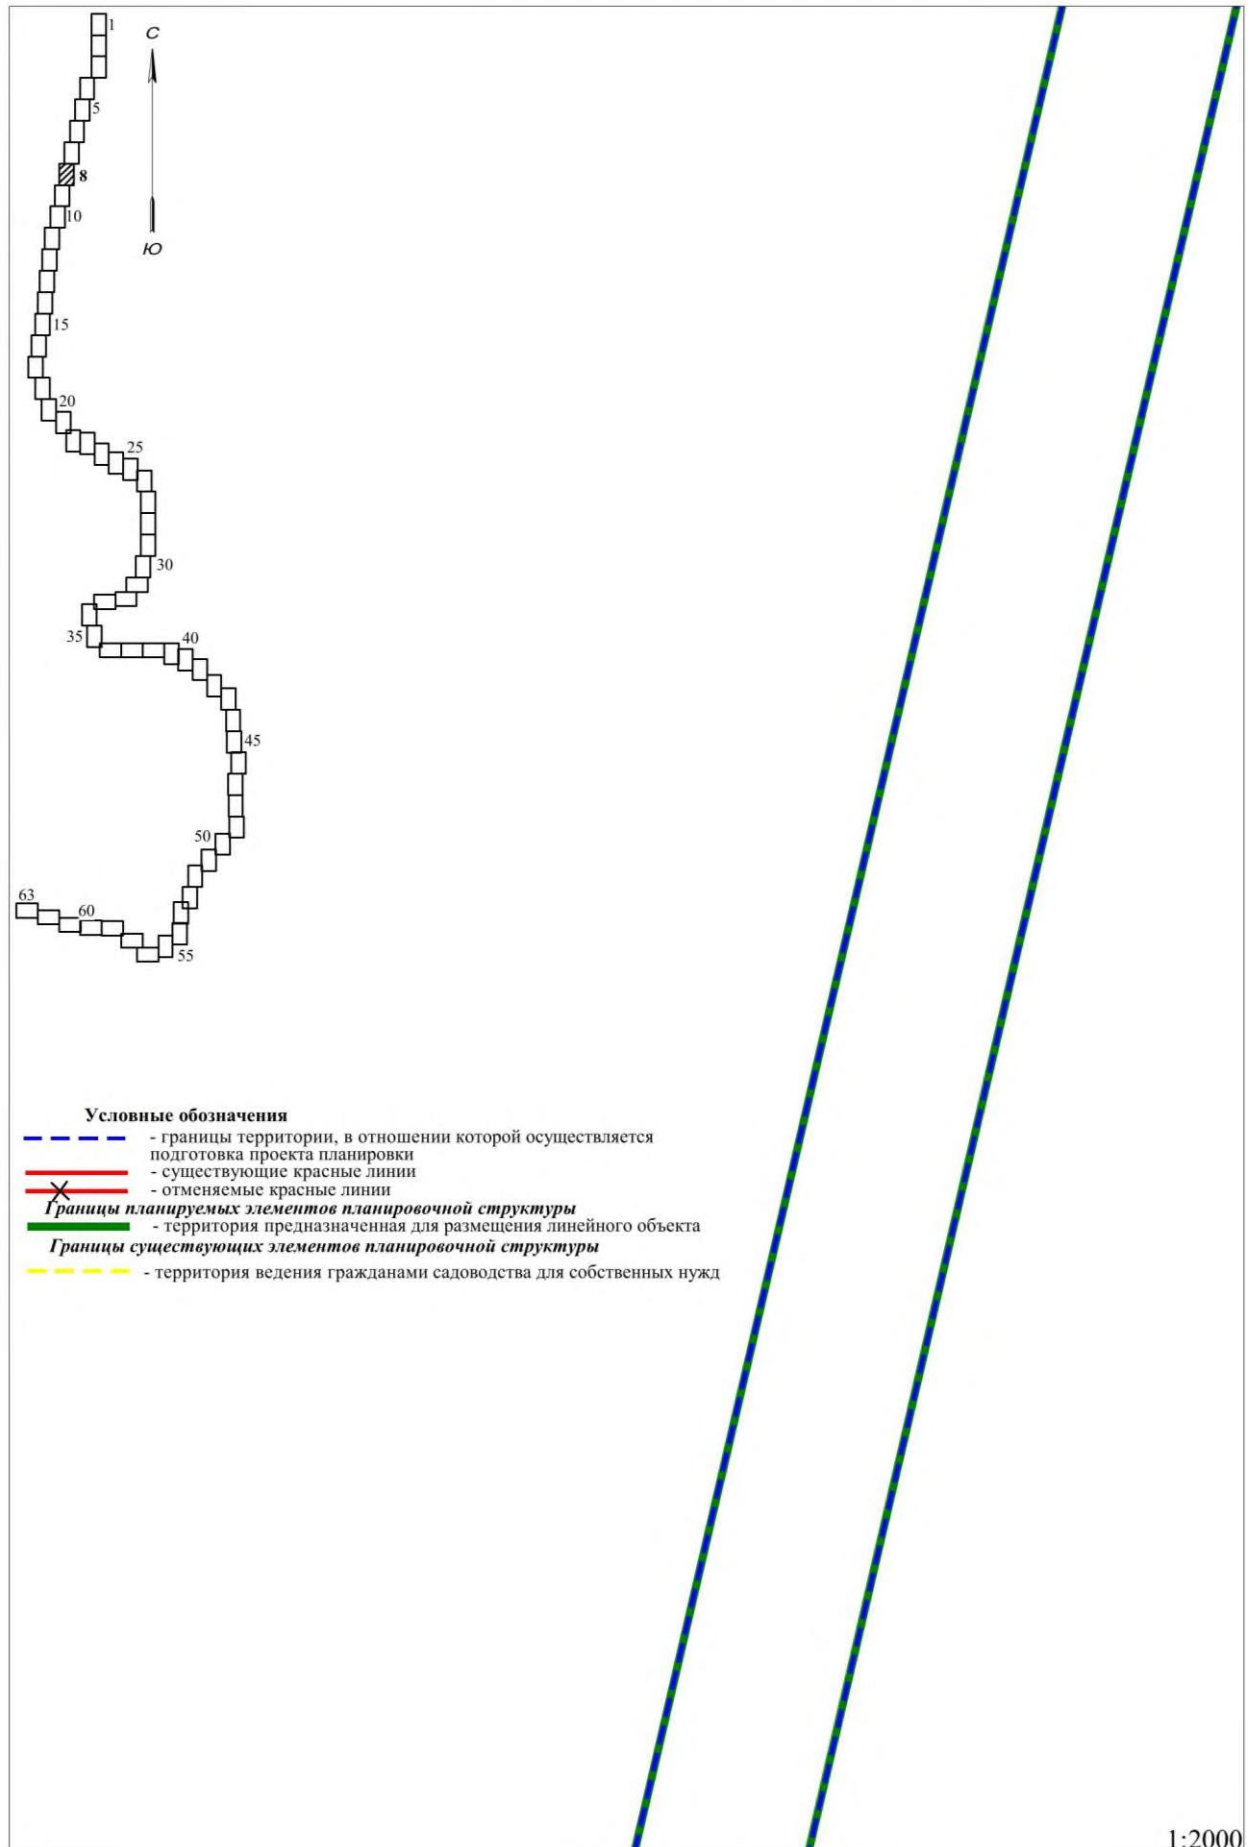 1
С
5
8
10
Ю
15
20
25
30
35
40
45
50
63
60
55
Условные обозначения
- границы территории, в отношении которой осуществляется
подготовка проекта планировки
- существующие красные линии
- отменяемые красные линии
Границы планируемых элементов планировочной структуры
- территория предназначенная для размещения линейного объекта
Границы существующих элементов планировочной структуры
- территория ведения гражданами садоводства для собственных нужд
1:2000